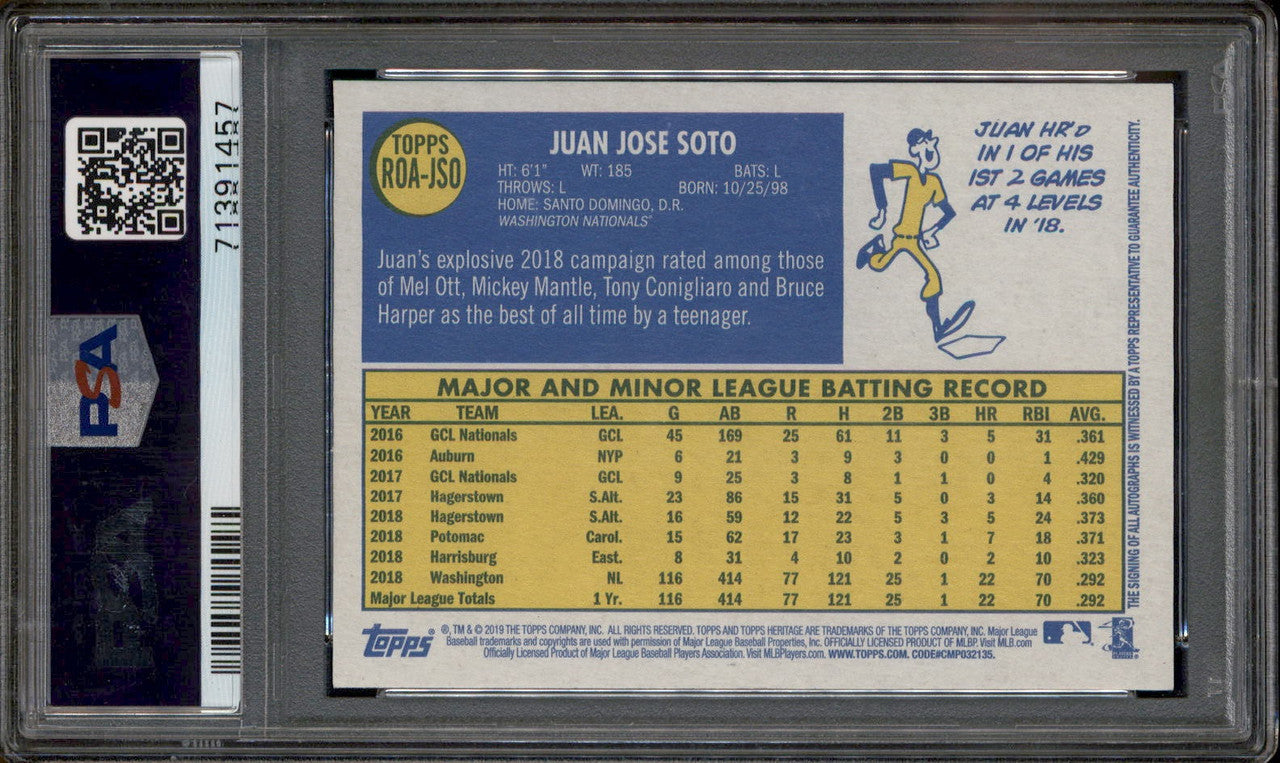 71391457
PSA
TOPPS
ROA-JSO
JUAN JOSE SOTO
HT: 6'1" WT: 185 BATS: L
THROWS: L BORN: 10/25/98
HOME: SANTO DOMINGO, D.R.
WASHINGTON NATIONALS
Juan's explosive 2018 campaign rated among those
of Mel Ott, Mickey Mantle, Tony Conigliaro and Bruce
Harper as the best of all time by a teenager.
JUAN HR'D
IN 1 OF HIS
1ST 2 GAMES
AT 4 LEVELS
IN '18.
MAJOR AND MINOR LEAGUE BATTING RECORD
YEAR TEAM LEA. G AB R H 2B 3B HR RBI AVG.
2016 GCL Nationals GCL 45 169 25 61 11 3 5 31 .361
2016 Auburn NYP 6 21 3 9 3 0 0 1 .429
2017 GCL Nationals GCL 9 25 3 8 1 1 0 4 .320
2017 Hagerstown S.Atl. 23 86 15 31 5 0 3 14 .360
2018 Hagerstown S.Atl. 16 59 12 22 5 3 5 24 .373
2018 Potomac Carol. 15 62 17 23 3 1 7 18 .371
2018 Harrisburg East. 8 31 4 10 2 0 2 10 .323
2018 Washington NL 116 414 77 121 25 1 22 70 .292
Major League Totals 1 Yr. 116 414 77 121 25 1 22 70 .292
THE SIGNING OF ALL AUTOGRAPHS IS WITNESSED BY A TOPPS REPRESENTATIVE TO GUARANTEE AUTHENTICITY.
Topps®
®, TM & © 2019 THE TOPPS COMPANY, INC. ALL RIGHTS RESERVED. TOPPS AND TOPPS HERITAGE ARE TRADEMARKS OF THE TOPPS COMPANY, INC. Major League
Baseball trademarks and copyrights are used with permission of Major League Baseball Properties, Inc. OFFICIALLY LICENSED PRODUCT OF MLBP. Visit MLB.com
Officially Licensed Product of Major League Baseball Players Association. Visit MLBPlayers.com. WWW.TOPPS.COM. CODE#CMP032135.